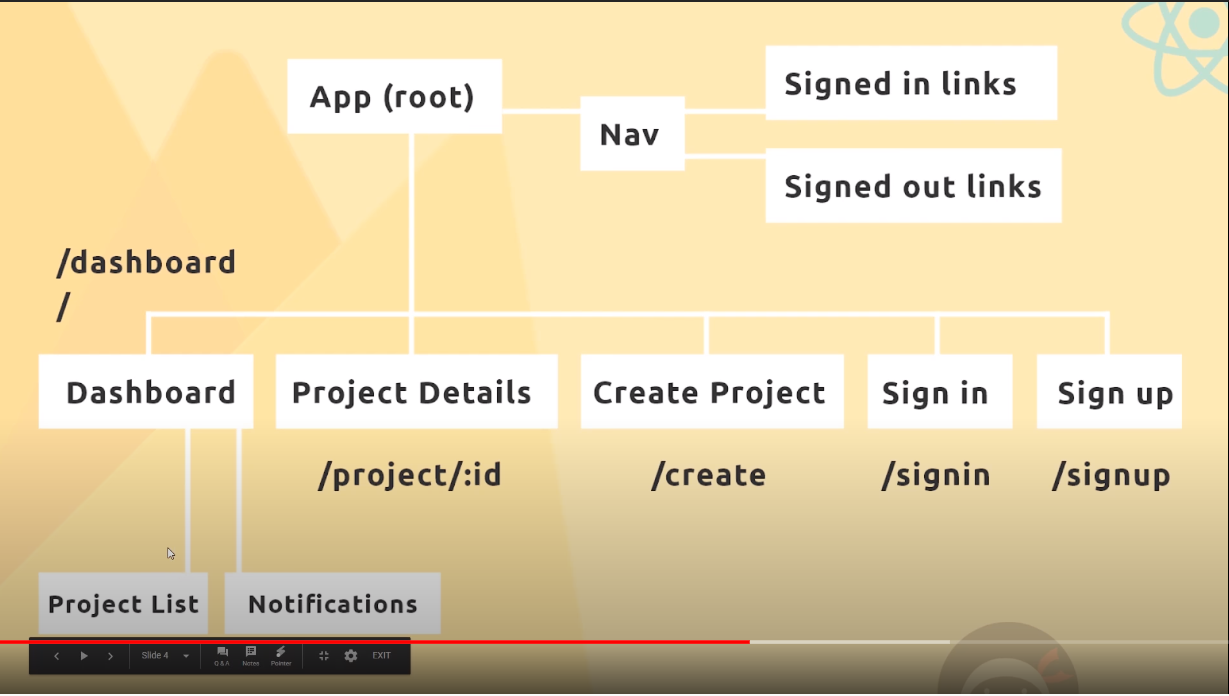 App (root)
Nav
Signed in links
Signed out links
/dashboard
/
Dashboard
Project Details
Create Project
Sign in
Sign up
/project/:id
/create
/signin
/signup
Project List
Notifications
Slide 4
Q & A
Notes
Pointer
EXIT